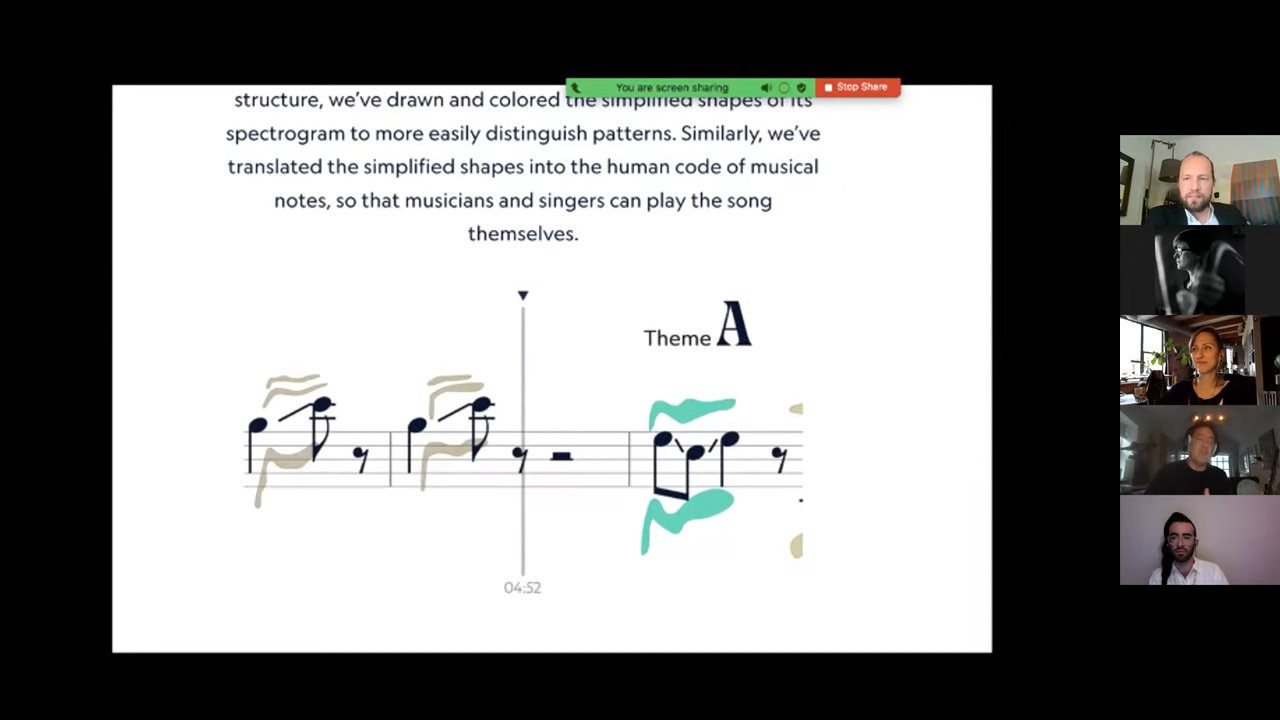 You are screen sharing
Stop Share
structure, we've drawn and colored the simplified shapes of its
spectrogram to more easily distinguish patterns. Similarly, we've
translated the simplified shapes into the human code of musical
notes, so that musicians and singers can play the song
themselves.
Theme A
04:52